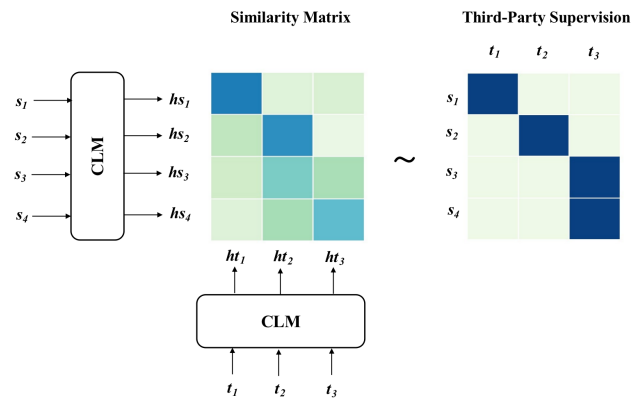 Similarity Matrix
Third-Party Supervision
t1 t2 t3
s1 hs1 s1
s2 hs2 s2
CLM
s3 hs3 ~ s3
s4 hs4 s4
ht1 ht2 ht3
CLM
t1 t2 t3